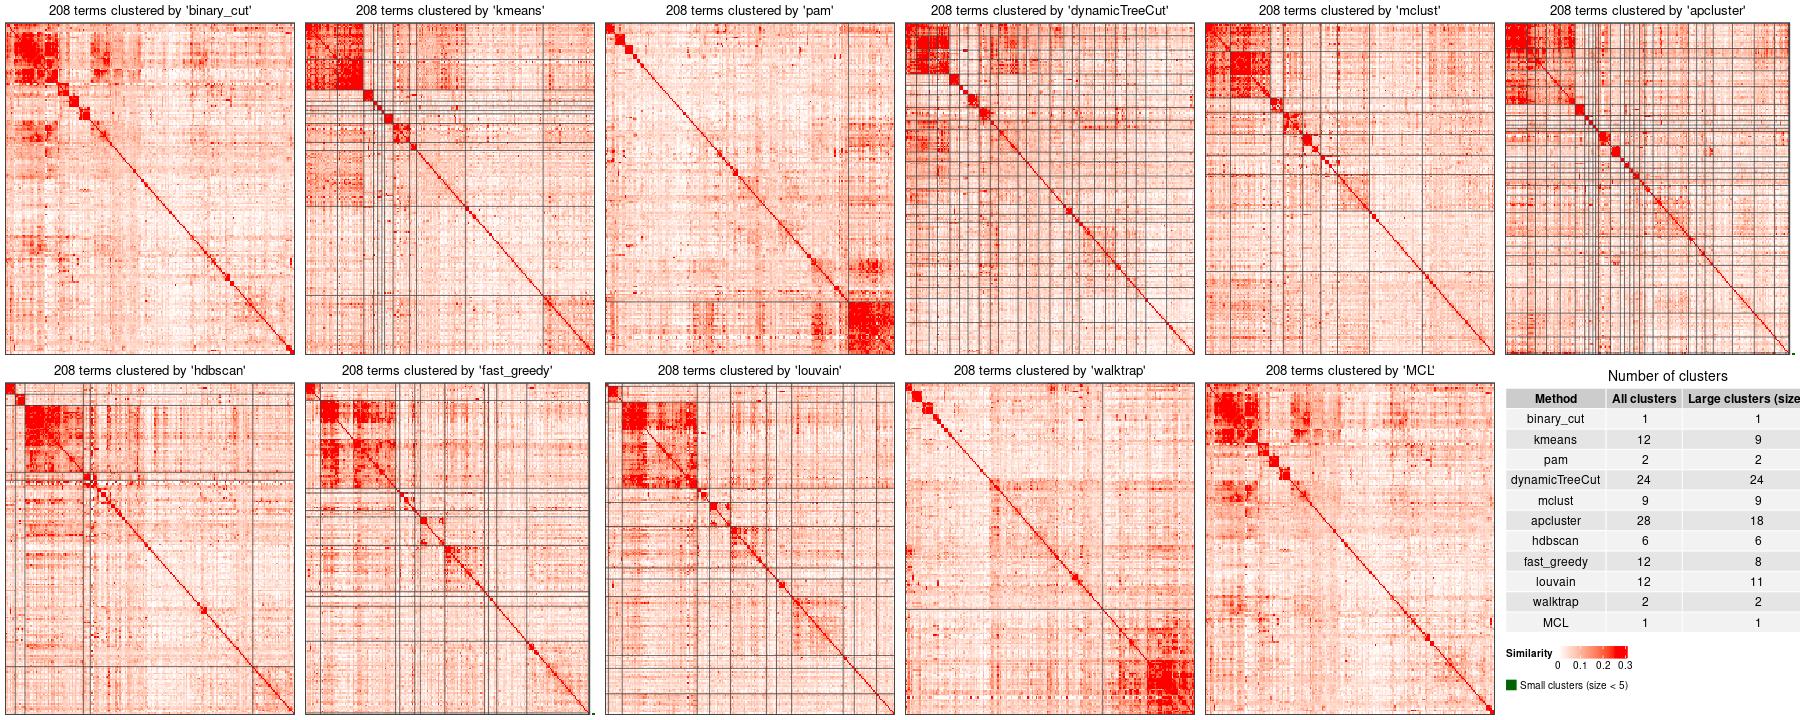 208 terms clustered by 'binary_cut'
208 terms clustered by 'kmeans'
208 terms clustered by 'pam'
208 terms clustered by 'dynamicTreeCut'
208 terms clustered by 'mclust'
208 terms clustered by 'apcluster'
208 terms clustered by 'hdbscan'
208 terms clustered by 'fast_greedy'
208 terms clustered by 'louvain'
208 terms clustered by 'walktrap'
208 terms clustered by 'MCL'
Number of clusters
Method All clusters Large clusters (size
binary_cut 1 1
kmeans 12 9
pam 2 2
dynamicTreeCut 24 24
mclust 9 9
apcluster 28 18
hdbscan 6 6
fast_greedy 12 8
louvain 12 11
walktrap 2 2
MCL 1 1
Similarity
0 0.1 0.2 0.3
Small clusters (size < 5)